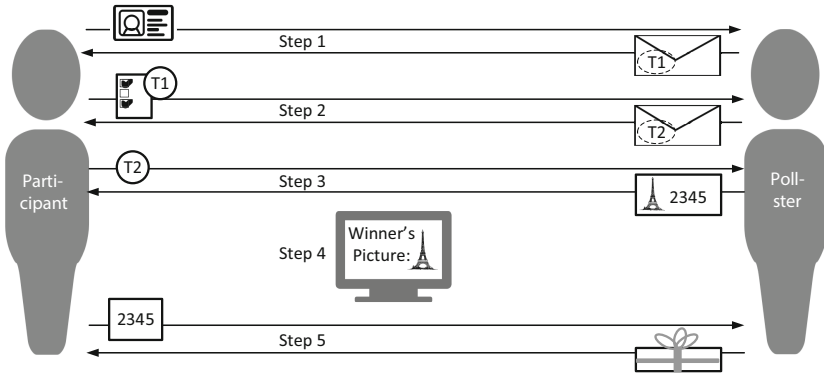 Step 1
T1
T1
Step 2
T2
T2
Step 3
2345
Parti-
cipant
Poll-
ster
Step 4
Winner's
Picture:
2345
Step 5